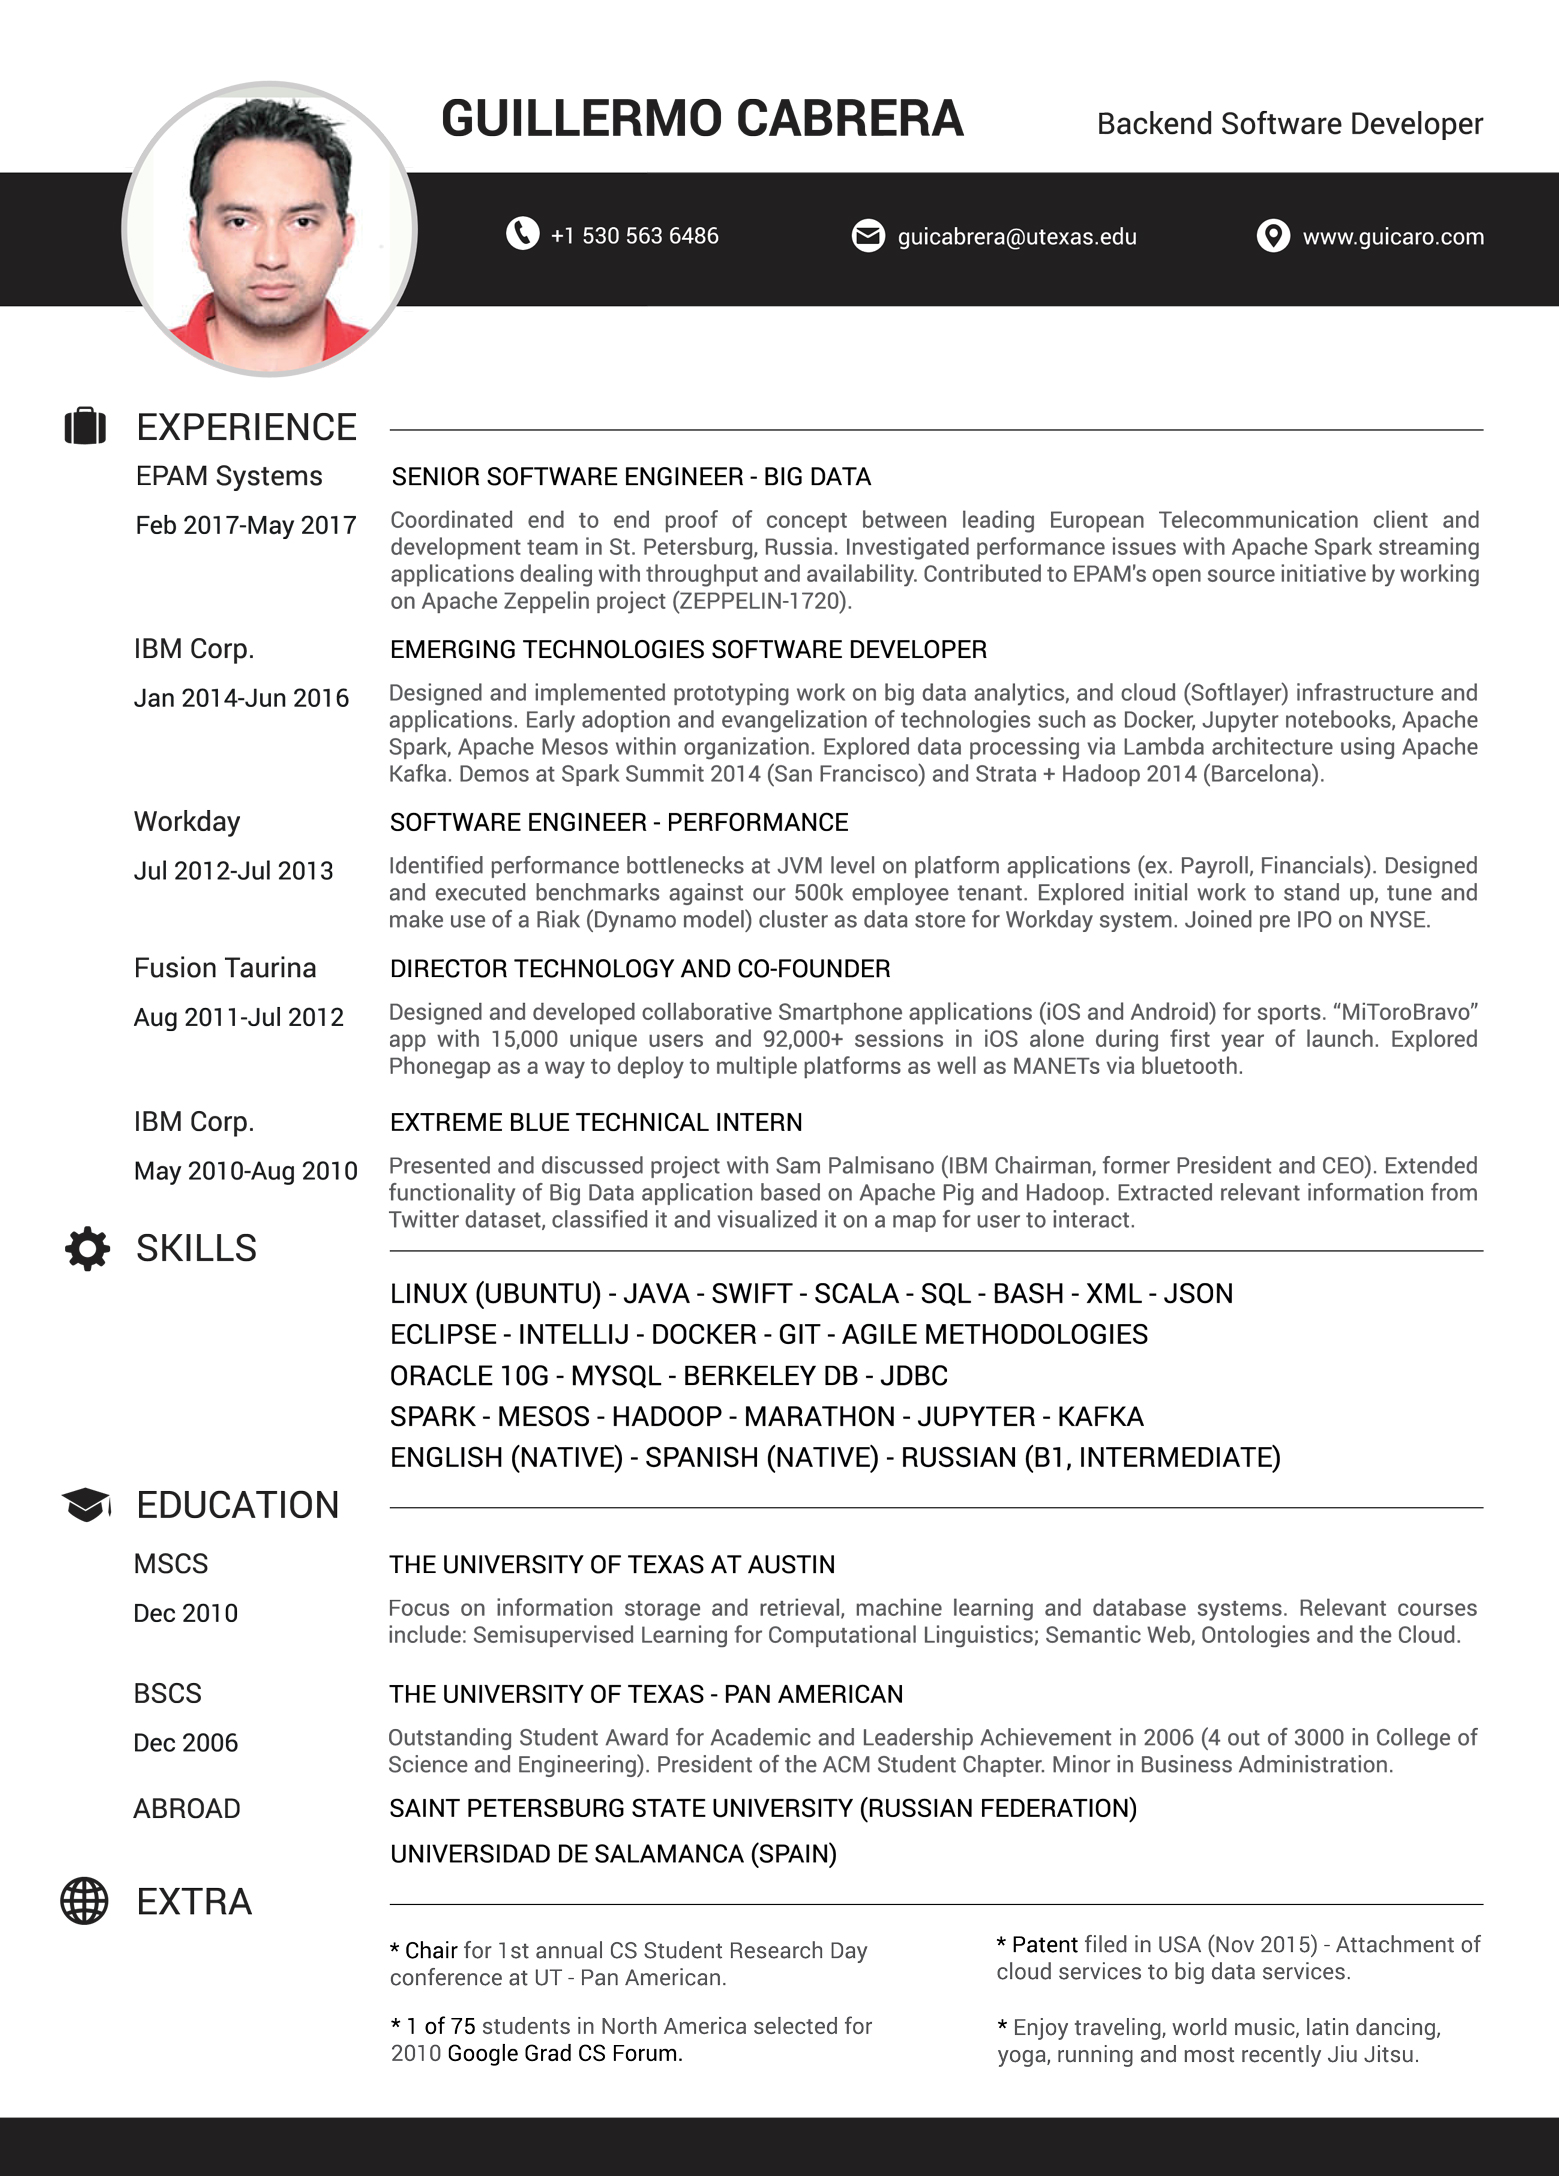 GUILLERMO CABRERA
Backend Software Developer
+1 530 563 6486
guicabrera@utexas.edu
www.guicaro.com
EXPERIENCE
EPAM Systems
Feb 2017-May 2017
SENIOR SOFTWARE ENGINEER - BIG DATA
Coordinated end to end proof of concept between leading European Telecommunication client and
development team in St. Petersburg, Russia. Investigated performance issues with Apache Spark streaming
applications dealing with throughput and availability. Contributed to EPAM's open source initiative by working
on Apache Zeppelin project (ZEPPELIN-1720).
IBM Corp.
Jan 2014-Jun 2016
EMERGING TECHNOLOGIES SOFTWARE DEVELOPER
Designed and implemented prototyping work on big data analytics, and cloud (Softlayer) infrastructure and
applications. Early adoption and evangelization of technologies such as Docker, Jupyter notebooks, Apache
Spark, Apache Mesos within organization. Explored data processing via Lambda architecture using Apache
Kafka. Demos at Spark Summit 2014 (San Francisco) and Strata + Hadoop 2014 (Barcelona).
Workday
Jul 2012-Jul 2013
SOFTWARE ENGINEER - PERFORMANCE
Identified performance bottlenecks at JVM level on platform applications (ex. Payroll, Financials). Designed
and executed benchmarks against our 500k employee tenant. Explored initial work to stand up, tune and
make use of a Riak (Dynamo model) cluster as data store for Workday system. Joined pre IPO on NYSE.
Fusion Taurina
Aug 2011-Jul 2012
DIRECTOR TECHNOLOGY AND CO-FOUNDER
Designed and developed collaborative Smartphone applications (iOS and Android) for sports. “MiToroBravo”
app with 15,000 unique users and 92,000+ sessions in iOS alone during first year of launch. Explored
Phonegap as a way to deploy to multiple platforms as well as MANETs via bluetooth.
IBM Corp.
May 2010-Aug 2010
EXTREME BLUE TECHNICAL INTERN
Presented and discussed project with Sam Palmisano (IBM Chairman, former President and CEO). Extended
functionality of Big Data application based on Apache Pig and Hadoop. Extracted relevant information from
Twitter dataset, classified it and visualized it on a map for user to interact.
SKILLS
LINUX (UBUNTU) - JAVA - SWIFT - SCALA - SQL - BASH - XML - JSON
ECLIPSE - INTELLIJ - DOCKER - GIT - AGILE METHODOLOGIES
ORACLE 10G - MYSQL - BERKELEY DB - JDBC
SPARK - MESOS - HADOOP - MARATHON - JUPYTER - KAFKA
ENGLISH (NATIVE) - SPANISH (NATIVE) - RUSSIAN (B1, INTERMEDIATE)
EDUCATION
MSCS
Dec 2010
THE UNIVERSITY OF TEXAS AT AUSTIN
Focus on information storage and retrieval, machine learning and database systems. Relevant courses
include: Semisupervised Learning for Computational Linguistics; Semantic Web, Ontologies and the Cloud.
BSCS
Dec 2006
THE UNIVERSITY OF TEXAS - PAN AMERICAN
Outstanding Student Award for Academic and Leadership Achievement in 2006 (4 out of 3000 in College of
Science and Engineering). President of the ACM Student Chapter. Minor in Business Administration.
ABROAD
SAINT PETERSBURG STATE UNIVERSITY (RUSSIAN FEDERATION)
UNIVERSIDAD DE SALAMANCA (SPAIN)
EXTRA
* Chair for 1st annual CS Student Research Day
conference at UT - Pan American.
* 1 of 75 students in North America selected for
2010 Google Grad CS Forum.
* Patent filed in USA (Nov 2015) - Attachment of
cloud services to big data services.
* Enjoy traveling, world music, latin dancing,
yoga, running and most recently Jiu Jitsu.